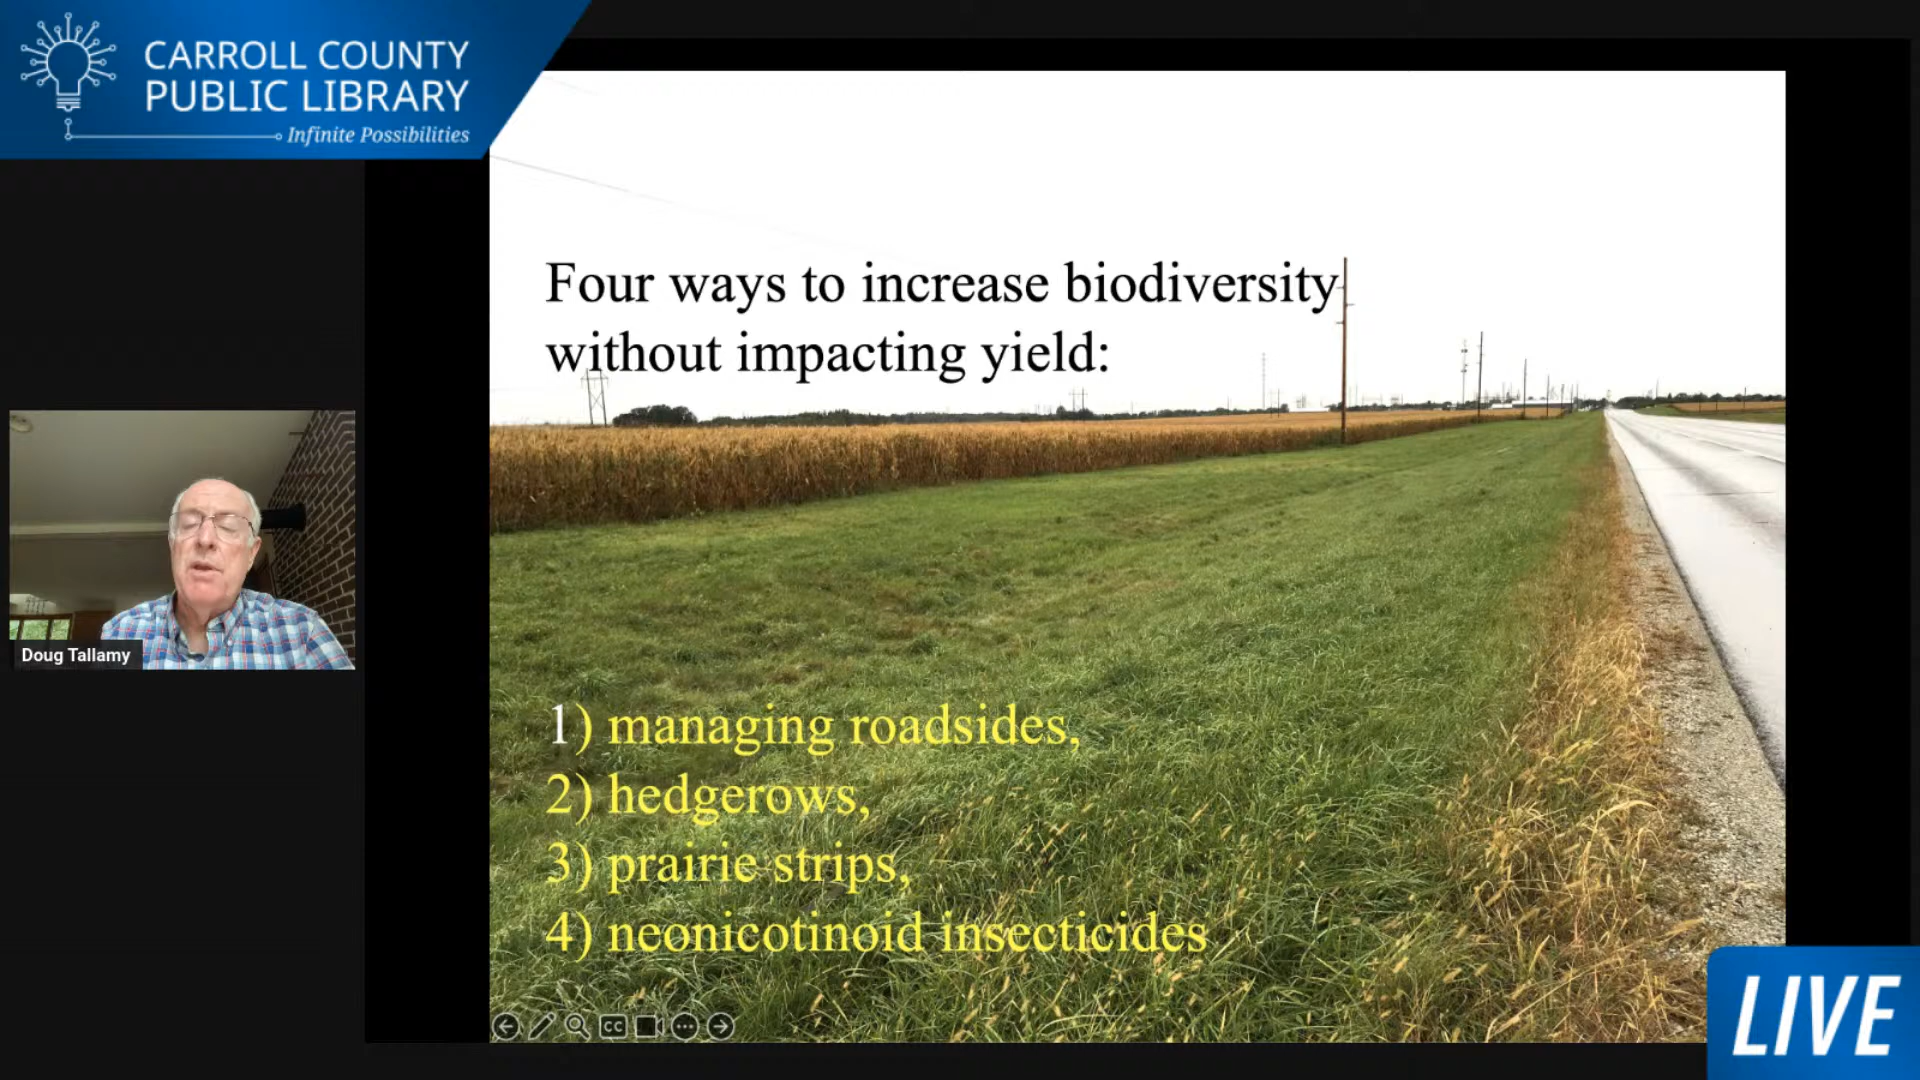 CARROLL COUNTY
PUBLIC LIBRARY
Infinite Possibilities
Four ways to increase biodiversity
without impacting yield:
Doug Tallamy
1) managing roadsides,
2) hedgerows,
3) prairie strips,
4) neonicotinoid insecticides
CC
LIVE